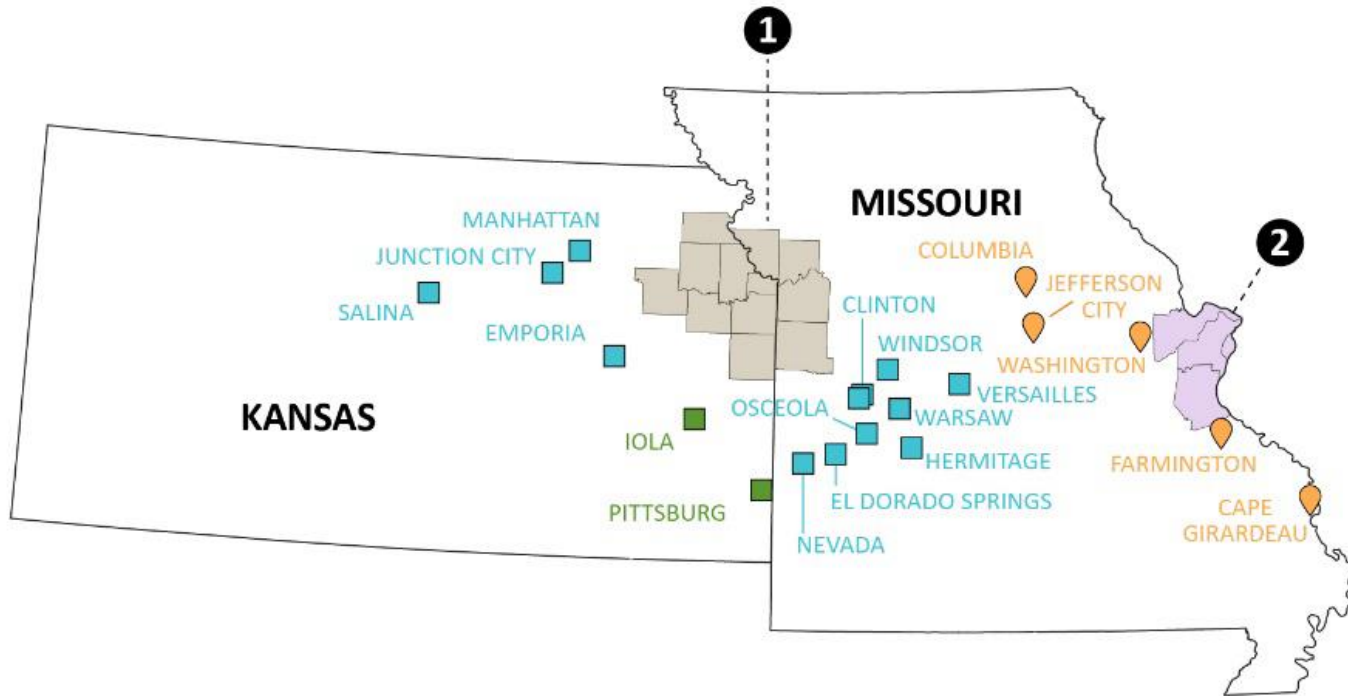 1
MISSOURI
MANHATTAN
JUNCTION CITY
SALINA
EMPORIA
KANSAS
IOLA
PITTSBURG
COLUMBIA
JEFFERSON
CITY
2
CLINTON
WINDSOR
WASHINGTON
VERSAILLES
OSCEOLA
WARSAW
HERMITAGE
EL DORADO SPRINGS
NEVADA
FARMINGTON
CAPE
GIRARDEAU